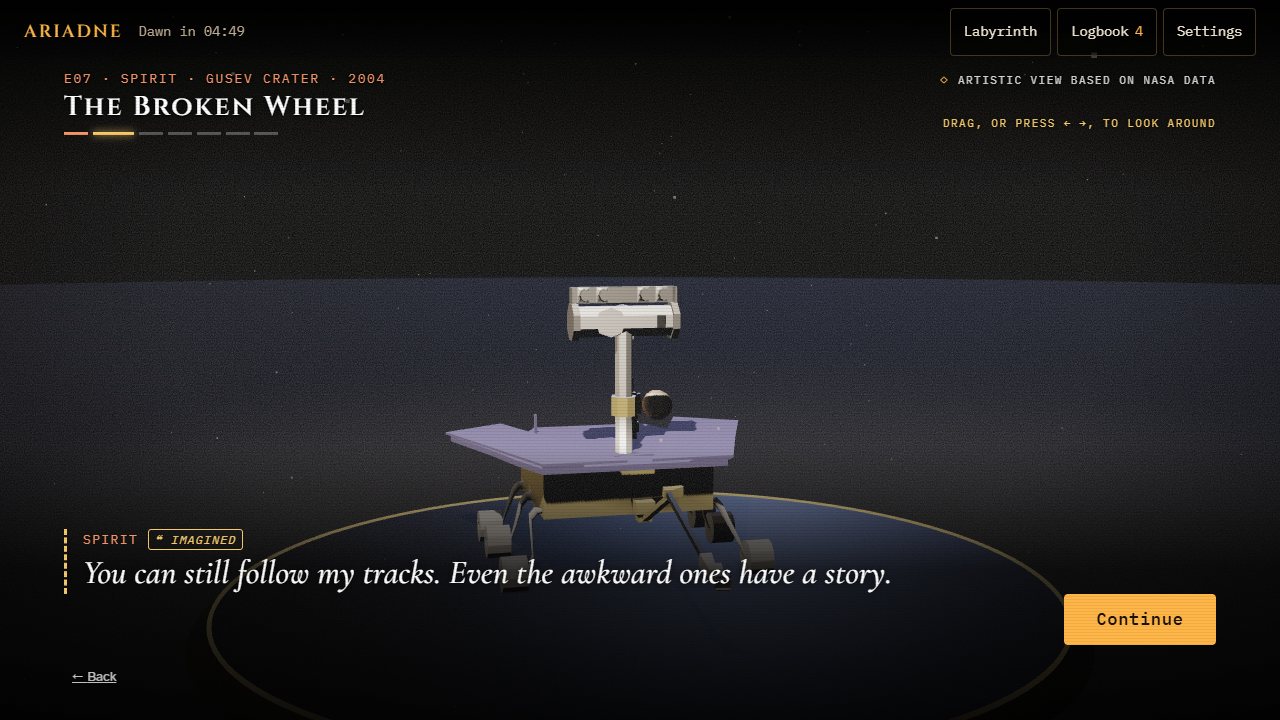 ARIADNE Dawn in 04:49 Labyrinth Logbook 4 Settings
E07 · SPIRIT · GUSEV CRATER · 2004
◇ ARTISTIC VIEW BASED ON NASA DATA
The Broken Wheel
DRAG, OR PRESS ← →, TO LOOK AROUND
SPIRIT ❝ IMAGINED
You can still follow my tracks. Even the awkward ones have a story.
Continue
← Back